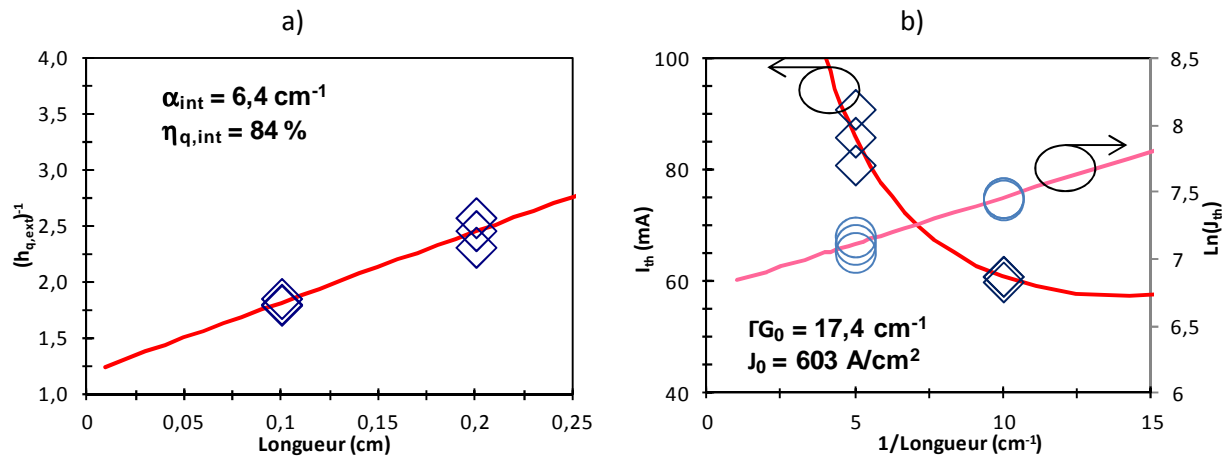 a)
4,0
3,5
3,0
2,5
2,0
1,5
1,0
(h q,ext)-1
αint = 6,4 cm-1
ηq,int = 84 %
0
0,05
0,1
0,15
0,2
0,25
Longueur (cm)
b)
100
80
60
40
Ith (mA)
8,5
8
7,5
7
6,5
6
Ln(Jth)
ΓG0 = 17,4 cm-1
J0 = 603 A/cm2
0
5
10
15
1/Longueur (cm-1)